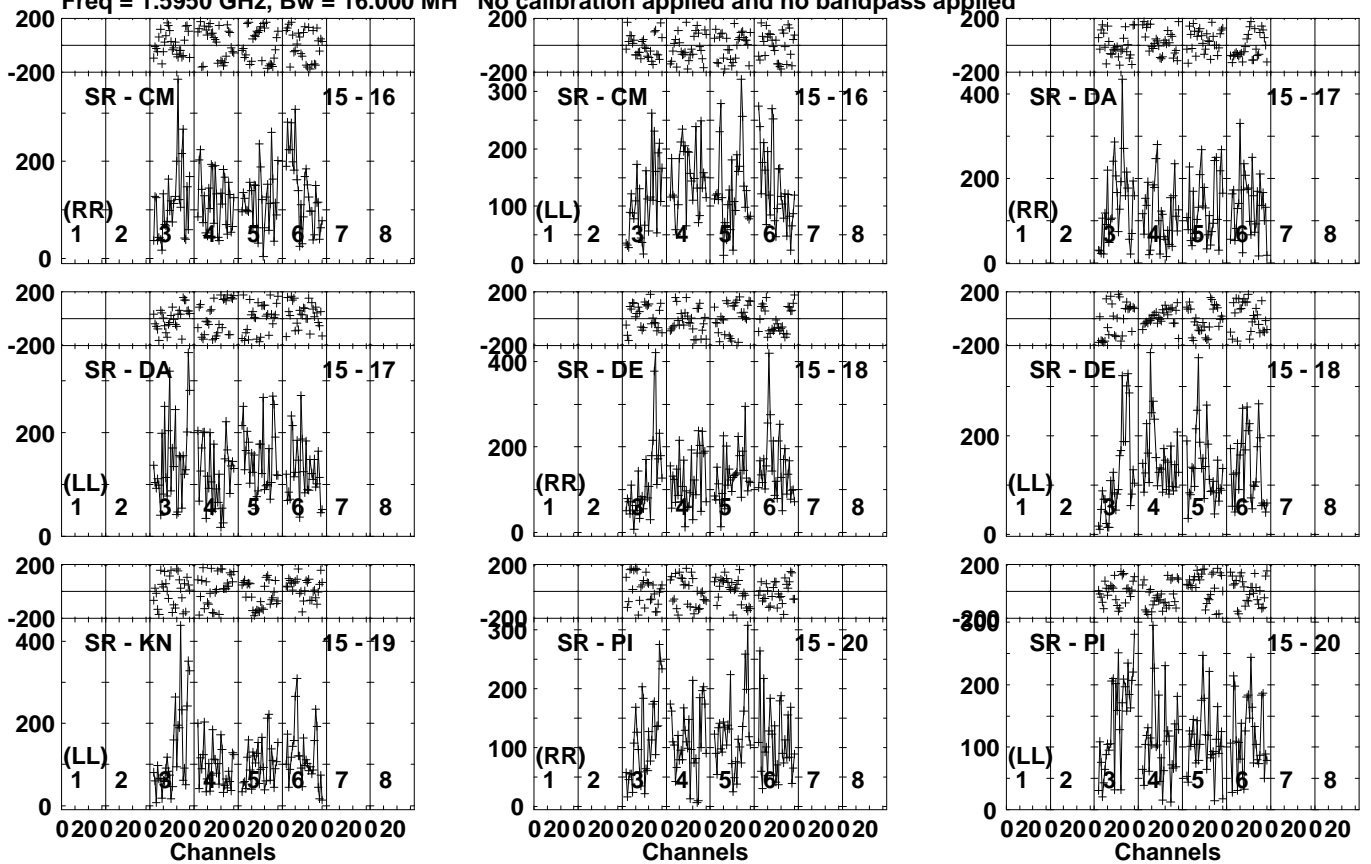 Freq = 1.5950 GHz, Bw = 16.000 MH No calibration applied and no bandpass applied
200 200 200
-200 -200 -200
SR - CM 15 - 16 300 SR - CM 15 - 16 400 SR - DA 15 - 17
200 200 200
100
(RR) (LL) (RR)
1 2 3 4 5 6 7 8 1 2 3 4 5 6 7 8 1 2 3 4 5 6 7 8
0 0 0
200 200 200
-200 -200 -200
SR - DA 15 - 17 400 SR - DE 15 - 18 SR - DE 15 - 18
200 200 200
(LL) (RR) (LL)
1 2 3 4 5 6 7 8 1 2 3 4 5 6 7 8 1 2 3 4 5 6 7 8
0 0 0
200 200 200
-200 -200 -200
400 SR - KN 15 - 19 300 SR - PI 15 - 20 300 SR - PI 15 - 20
200 200 200
100 100
(LL) (RR) (LL)
1 2 3 4 5 6 7 8 1 2 3 4 5 6 7 8 1 2 3 4 5 6 7 8
0 0 0
0 20 0 20 0 20 0 20 0 20 0 20 0 20 0 20 0 20 0 20 0 20 0 20 0 20 0 20 0 20 0 20 0 20 0 20 0 20 0 20 0 20 0 20 0 20 0 20
Channels Channels Channels